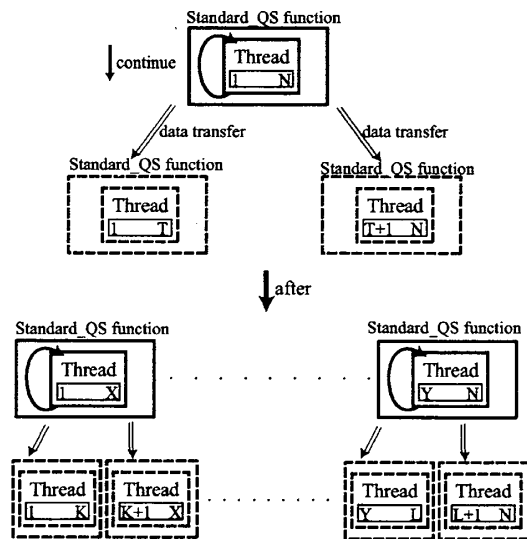 Standard_QS function
Thread
1 N
continue
data transfer
data transfer
Standard_QS function
Standard_QS function
Thread
1 T
Thread
T+1 N
after
Standard_QS function
Standard_QS function
Thread
1 X
Thread
Y N
Thread
1 K
Thread
K+1 X
Thread
Y L
Thread
L+1 N